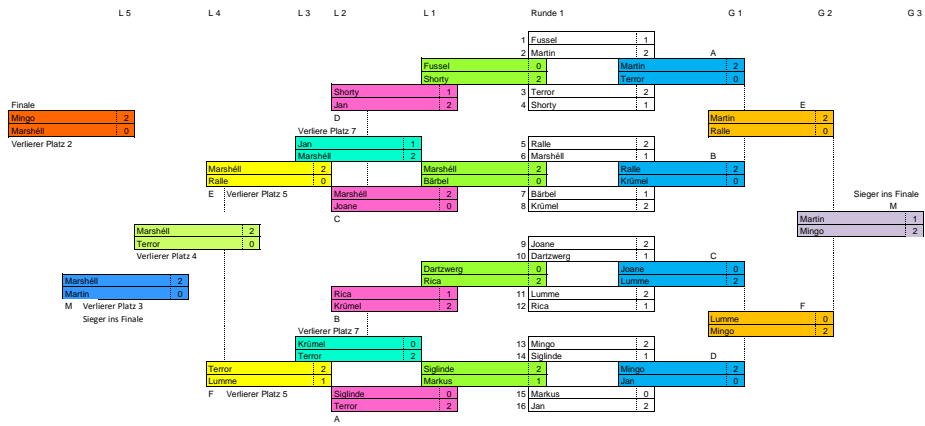 L 5 L 4 L 3 L 2 L 1 Runde 1 G 1 G 2 G 3
1 Fussel 1
2 Martin 2 A
Fussel 0 Martin 2
Shorty 2 Terror 0
Shorty 1 3 Terror 2
Finale Jan 2 4 Shorty 1 E
Mingo 2 D Martin 2
Marshéll 0 Verliere Platz 7 Ralle 0
Verlierer Platz 2 Jan 1 5 Ralle 2
Marshéll 2 6 Marshéll 1 B
Marshéll 2 Marshéll 2 Ralle 2
Ralle 0 Bärbel 0 Krümel 0
E Verlierer Platz 5 Marshéll 2 7 Bärbel 1 Sieger ins Finale
Joane 0 8 Krümel 2 M
C Martin 1
Marshéll 2 Mingo 2
Terror 0 9 Joane 2
Verlierer Platz 4 10 Dartzwerg 1 C
Dartzwerg 0 Joane 0
Marshéll 2 Rica 2 Lumme 2
Martin 0 Rica 1 11 Lumme 2
M Verlierer Platz 3 Krümel 2 12 Rica 1 F
Sieger ins Finale B Lumme 0
Verlierer Platz 7 Mingo 2
Krümel 0 13 Mingo 2
Terror 2 14 Siglinde 1 D
Terror 2 Siglinde 2 Mingo 2
Lumme 1 Markus 1 Jan 0
F Verlierer Platz 5 Siglinde 0 15 Markus 0
Terror 2 16 Jan 2
A